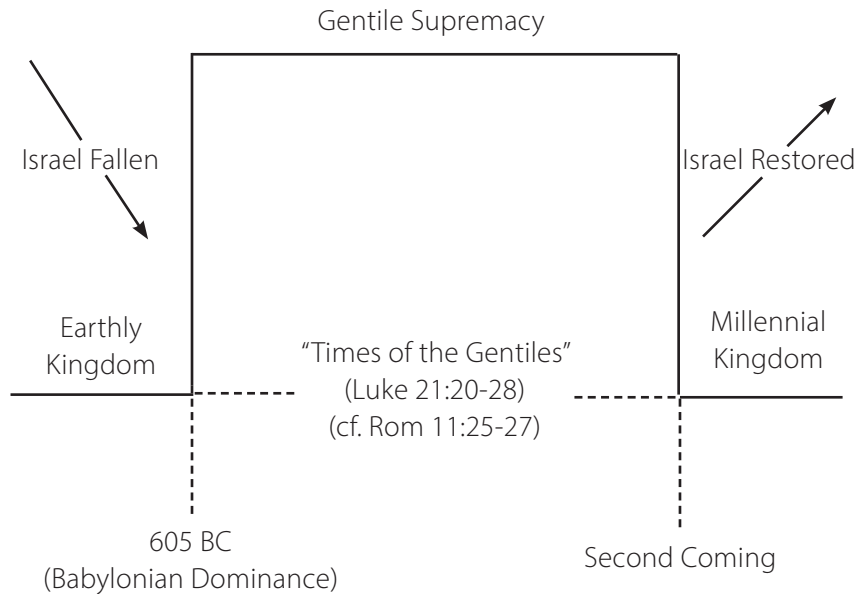 Gentile Supremacy
Israel Fallen
Israel Restored
Earthly
Kingdom
“Times of the Gentiles”
(Luke 21:20-28)
(cf. Rom 11:25-27)
Millennial
Kingdom
605 BC
(Babylonian Dominance)
Second Coming